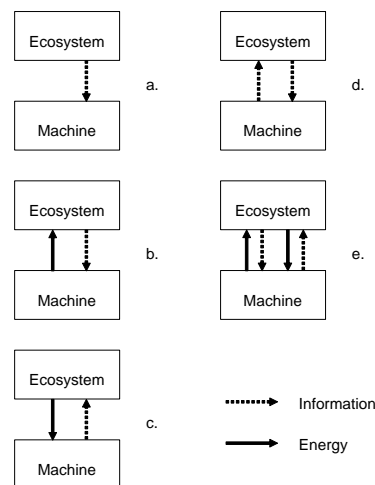 Ecosystem
a.
Machine
Ecosystem
b.
Machine
Ecosystem
c.
Machine
Ecosystem
d.
Machine
Ecosystem
e.
Machine
Information
Energy